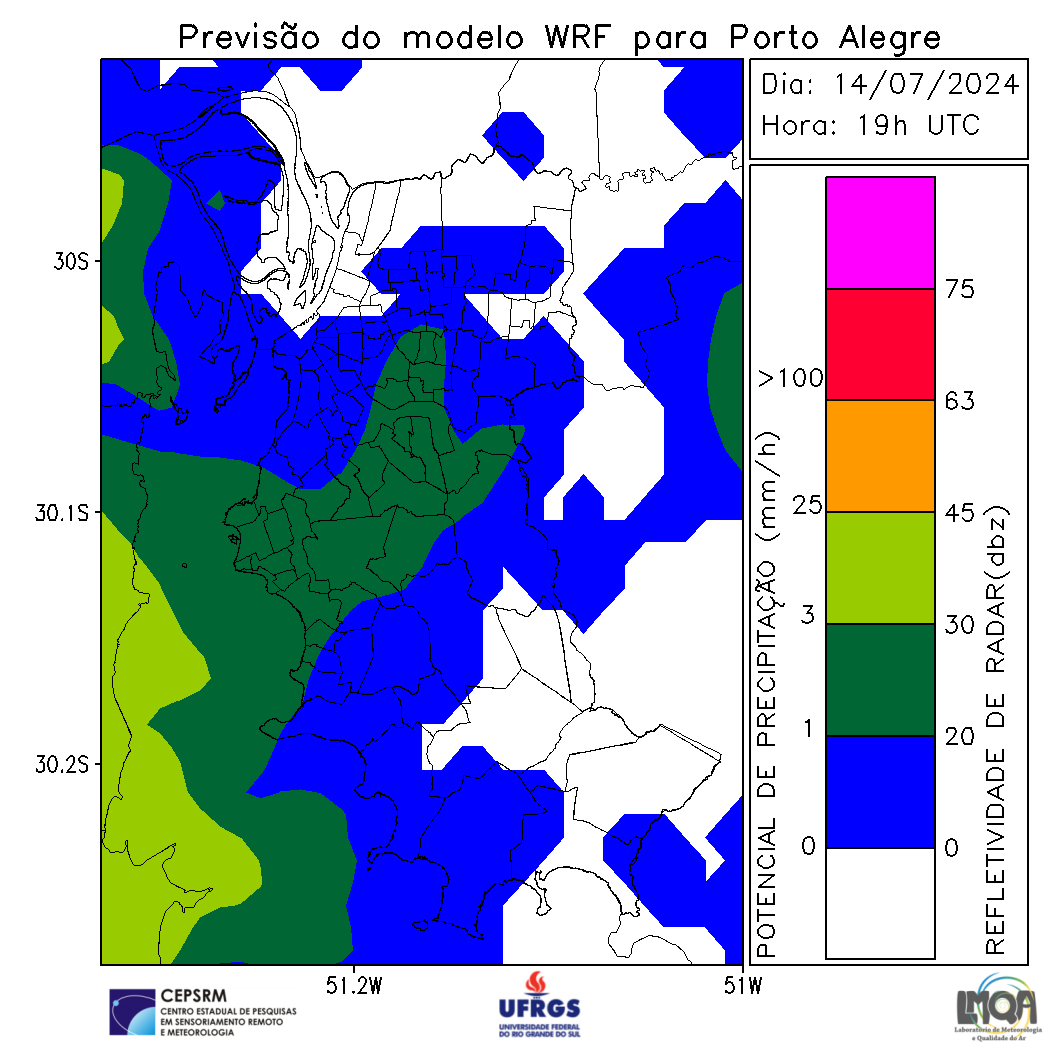 Previsão do modelo WRF para Porto Alegre
Dia: 14/07/2024
Hora: 19h UTC
30S
30.1S
30.2S
51.2W
51W
POTENCIAL DE PRECIPITAÇÃO (mm/h)
>100
25
3
1
0
75
63
45
30
20
0
REFLETIVIDADE DE RADAR(dbz)
CEPSRM
CENTRO ESTADUAL DE PESQUISAS
EM SENSORIAMENTO REMOTO
E METEOROLOGIA
UFRGS
UNIVERSIDADE FEDERAL
DO RIO GRANDE DO SUL
LMQA
Laboratório de Meteorologia
e Qualidade do Ar